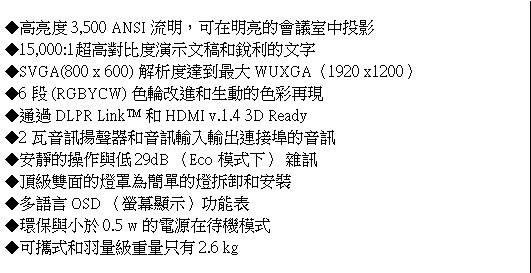 ◆高亮度 3,500 ANSI 流明，可在明亮的會議室中投影
◆15,000:1 超高對比度演示文稿和銳利的文字
◆SVGA(800 x 600) 解析度達到最大 WUXGA（1920 x1200）
◆6 段 (RGBYCW) 色輪改進和生動的色彩再現
◆通過 DLPR Link™ 和 HDMI v.1.4 3D Ready
◆2 瓦音訊揚聲器和音訊輸入輸出連接埠的音訊
◆安靜的操作與低 29dB（Eco 模式下）雜訊
◆頂級雙面的燈罩為簡單的燈拆卸和安裝
◆多語言 OSD （螢幕顯示）功能表
◆環保與小於 0.5 w 的電源在待機模式
◆可攜式和羽量級重量只有 2.6 kg